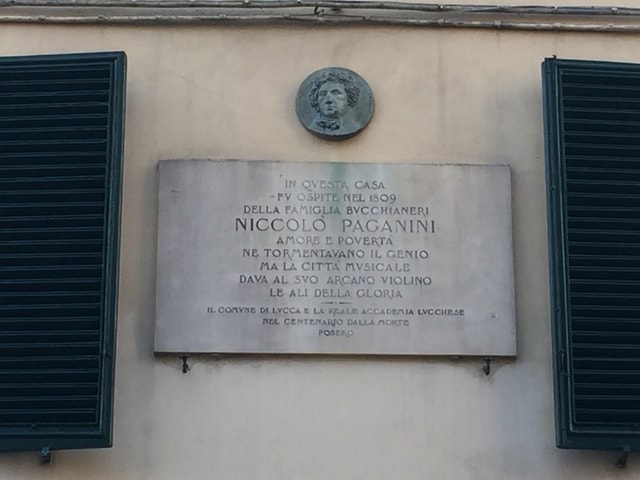 IN QVESTA CASA
FV OSPITE NEL 1809
DELLA FAMIGLIA BVCCHIANERI
NICCOLÒ PAGANINI
AMORE E POVERTÀ
NE TORMENTAVANO IL GENIO
MA LA CITTÀ MVSICALE
DAVA AL SVO ARCANO VIOLINO
LE ALI DELLA GLORIA
IL COMVNE DI LVCCA E LA REALE ACCADEMIA LVCCHESE
NEL CENTENARIO DALLA MORTE
POSERO